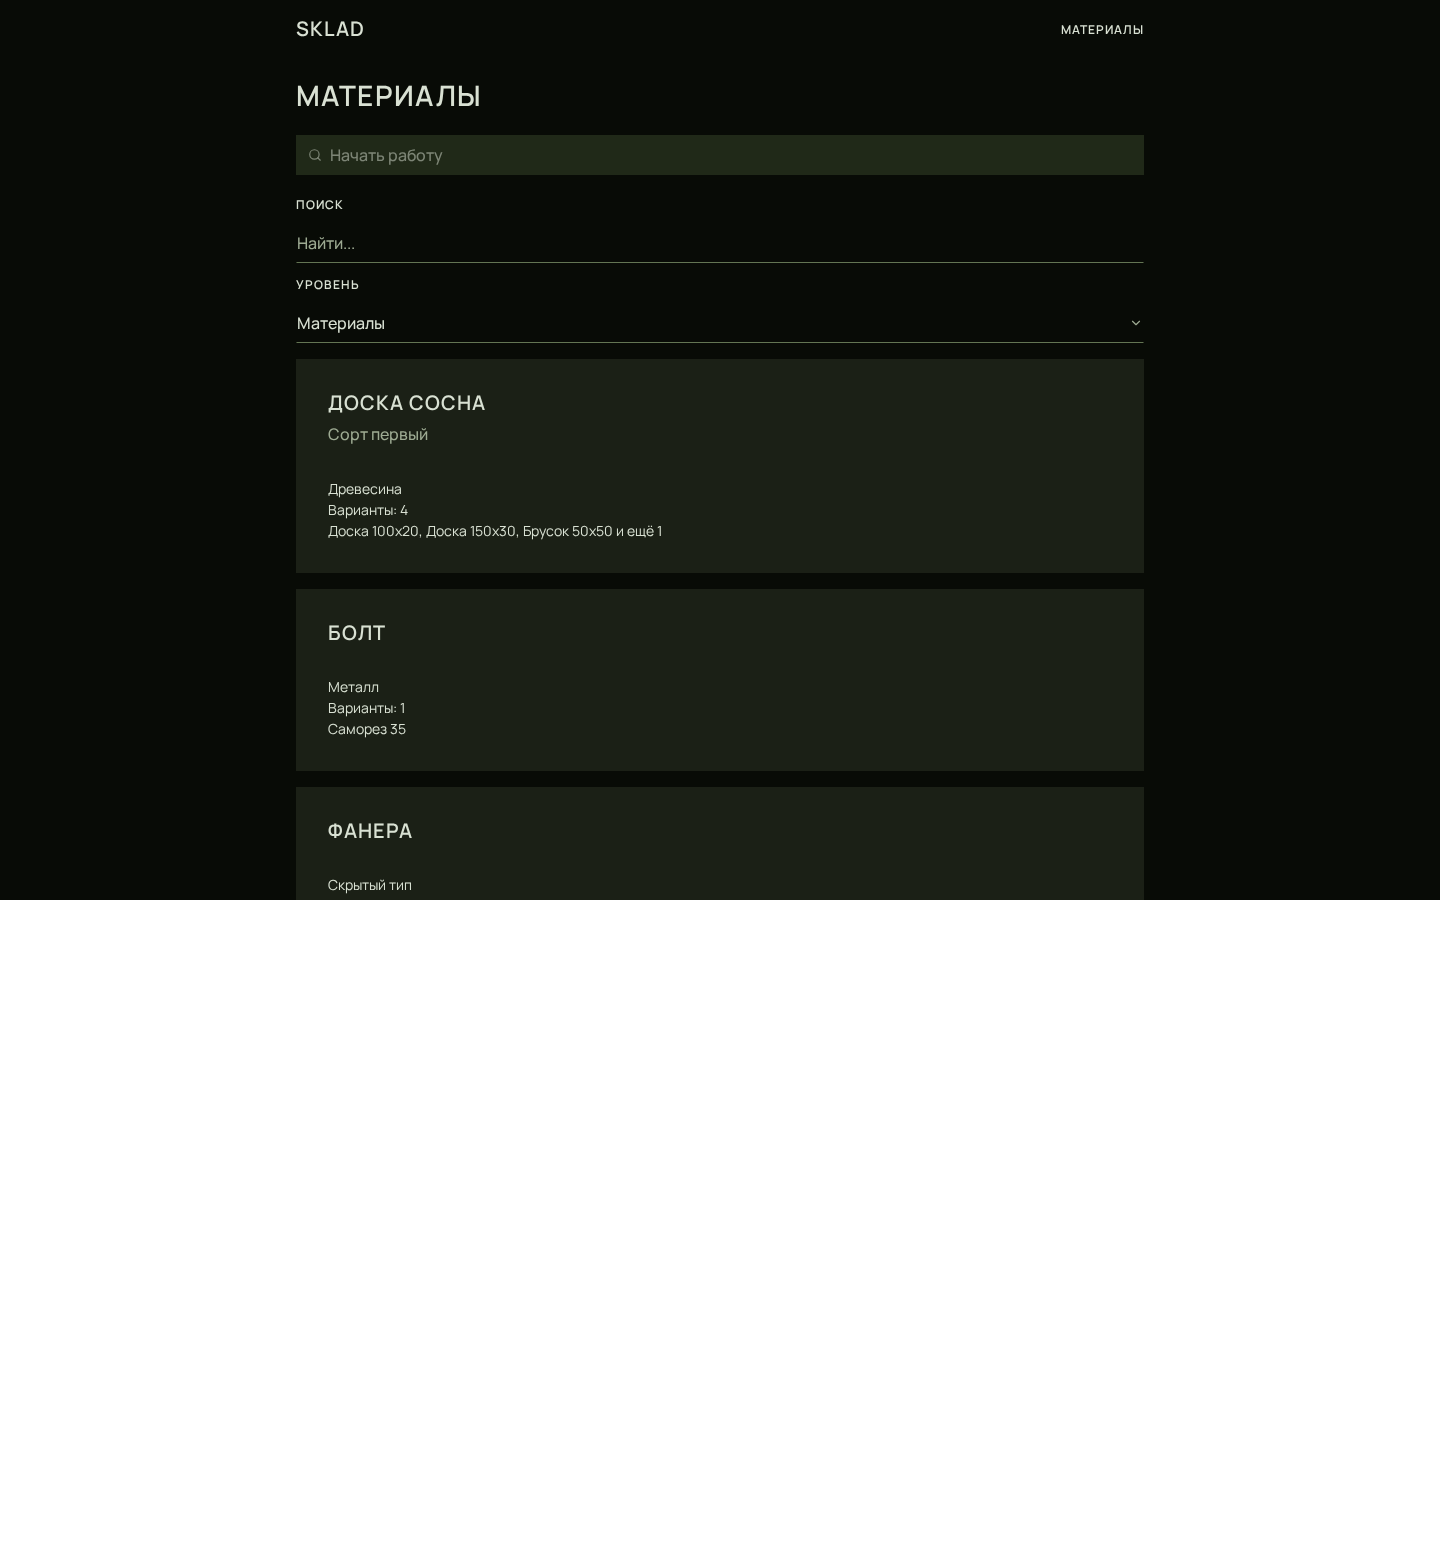 SKLAD
МАТЕРИАЛЫ
МАТЕРИАЛЫ
Начать работу
ПОИСК
Найти...
УРОВЕНЬ
Материалы
ДОСКА СОСНА
Сорт первый
Древесина
Варианты: 4
Доска 100x20, Доска 150x30, Брусок 50x50 и ещё 1
БОЛТ
Металл
Варианты: 1
Саморез 35
ФАНЕРА
Скрытый тип